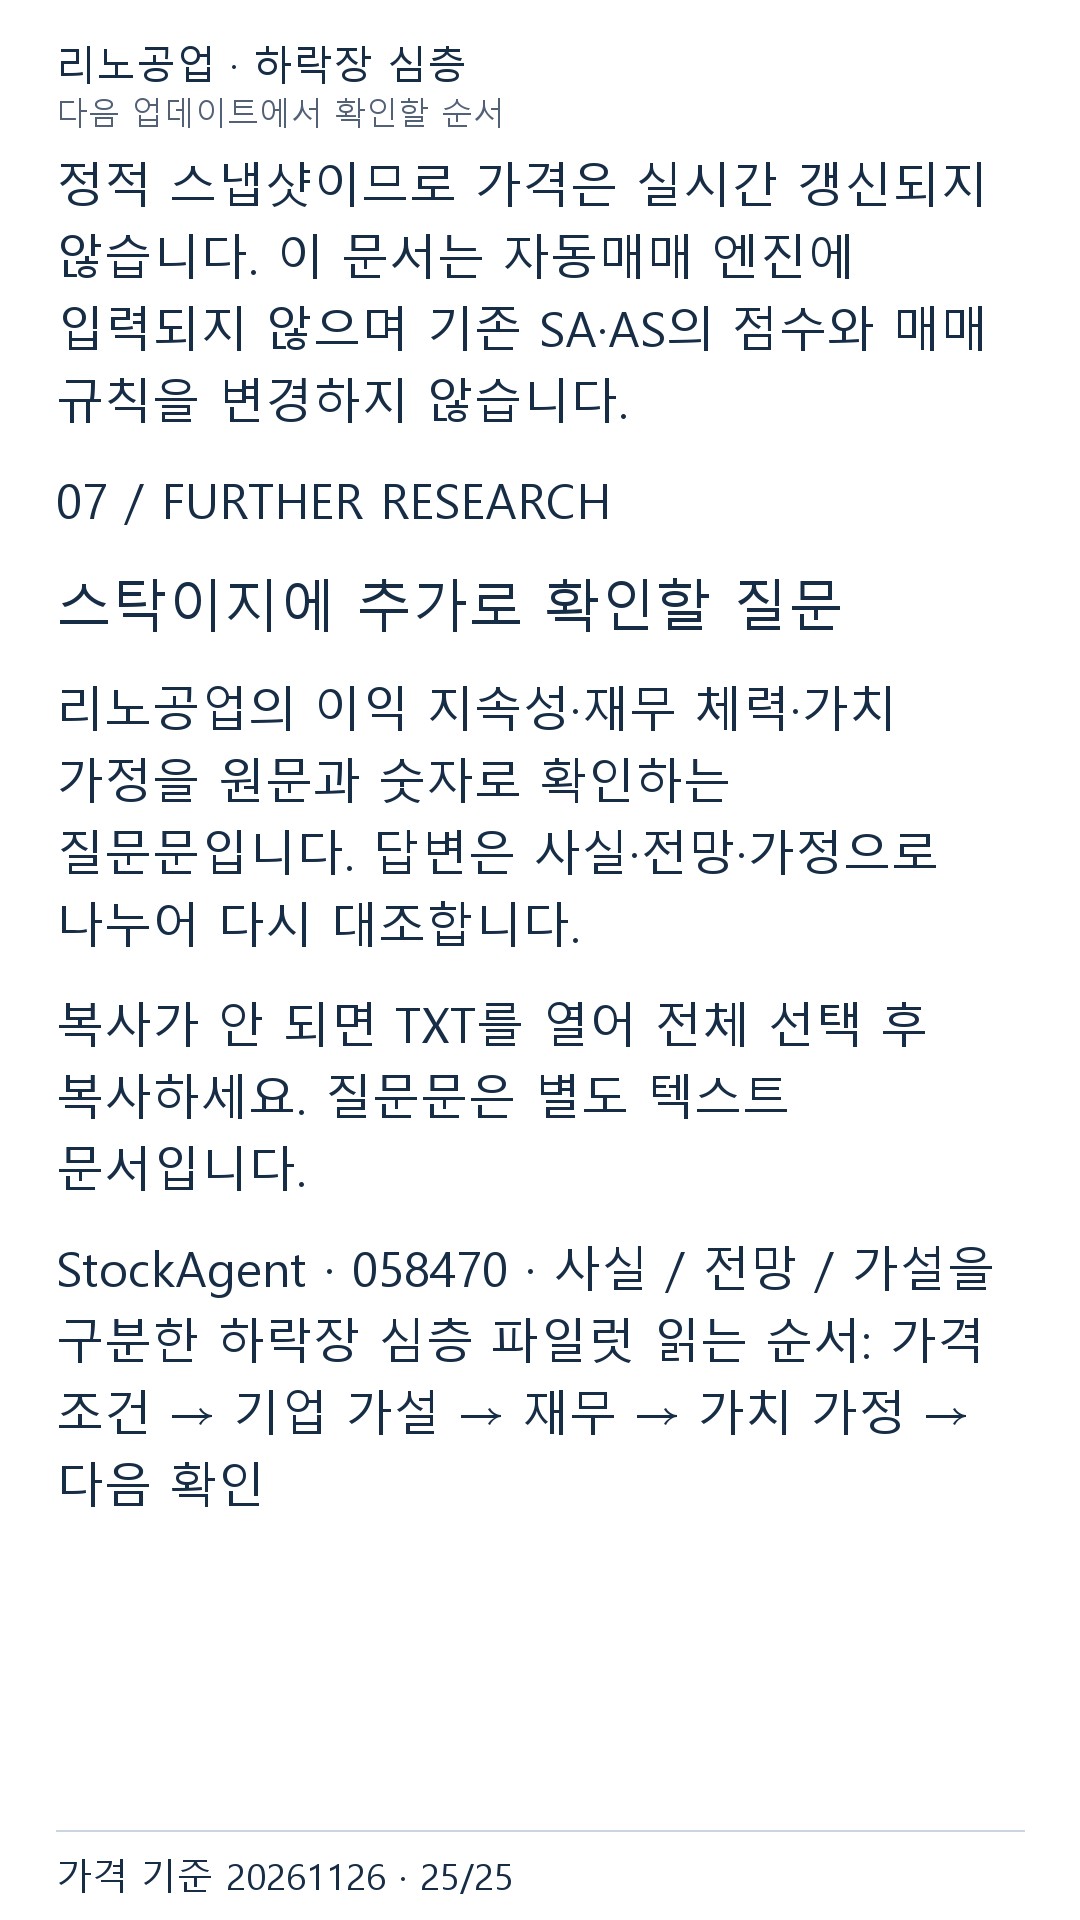 리노공업 · 하락장 심층
다음 업데이트에서 확인할 순서
정적 스냅샷이므로 가격은 실시간 갱신되지
않습니다. 이 문서는 자동매매 엔진에
입력되지 않으며 기존 SA·AS의 점수와 매매
규칙을 변경하지 않습니다.
07 / FURTHER RESEARCH
스탁이지에 추가로 확인할 질문
리노공업의 이익 지속성·재무 체력·가치
가정을 원문과 숫자로 확인하는
질문문입니다. 답변은 사실·전망·가정으로
나누어 다시 대조합니다.
복사가 안 되면 TXT를 열어 전체 선택 후
복사하세요. 질문문은 별도 텍스트
문서입니다.
StockAgent · 058470 · 사실 / 전망 / 가설을
구분한 하락장 심층 파일럿 읽는 순서: 가격
조건 → 기업 가설 → 재무 → 가치 가정 →
다음 확인
가격 기준 20261126 · 25/25